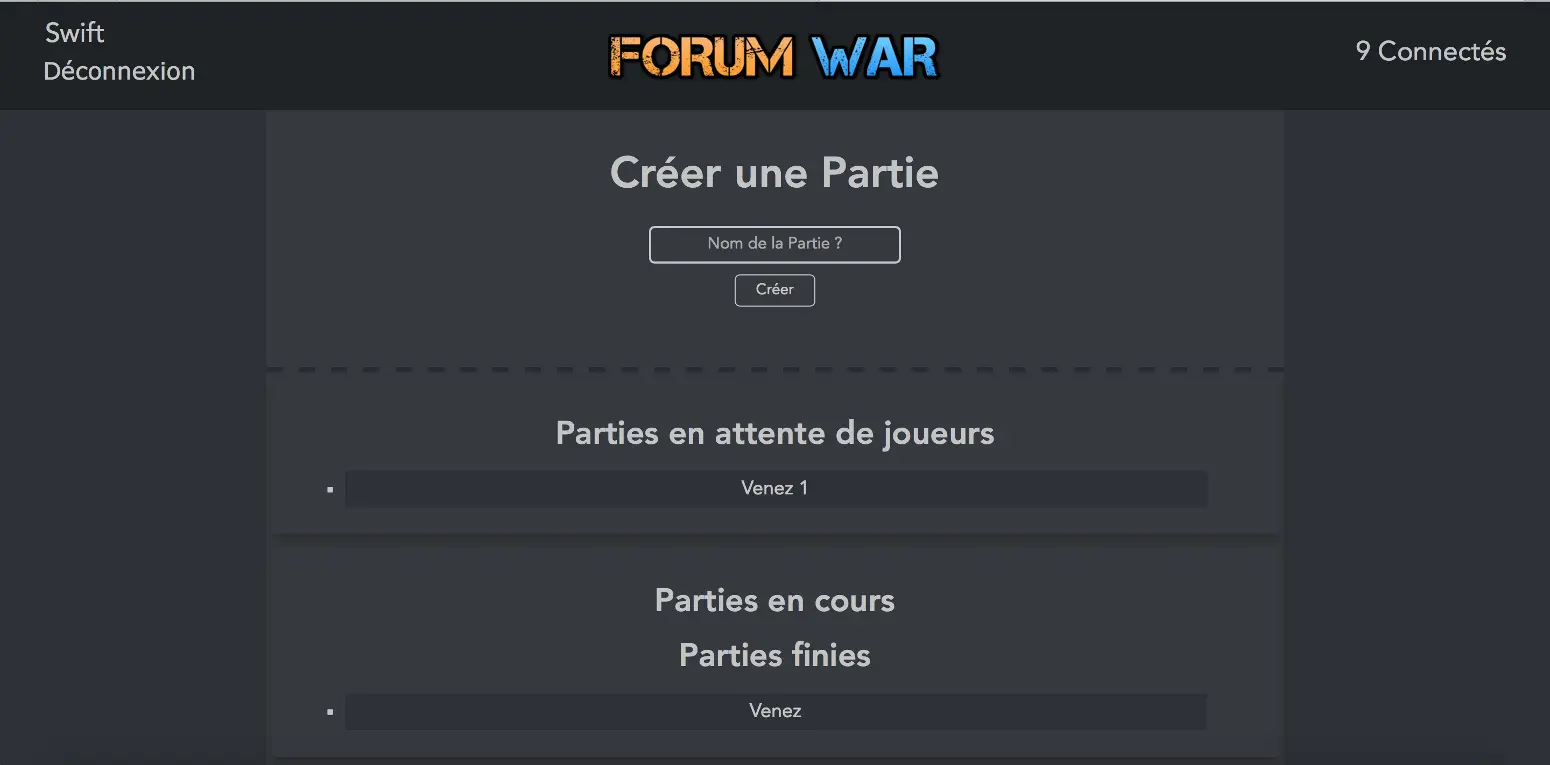 Swift
Déconnexion
FORUM WAR
9 Connectés
Créer une Partie
Nom de la Partie ?
Créer
Parties en attente de joueurs
Venez 1
Parties en cours
Parties finies
Venez